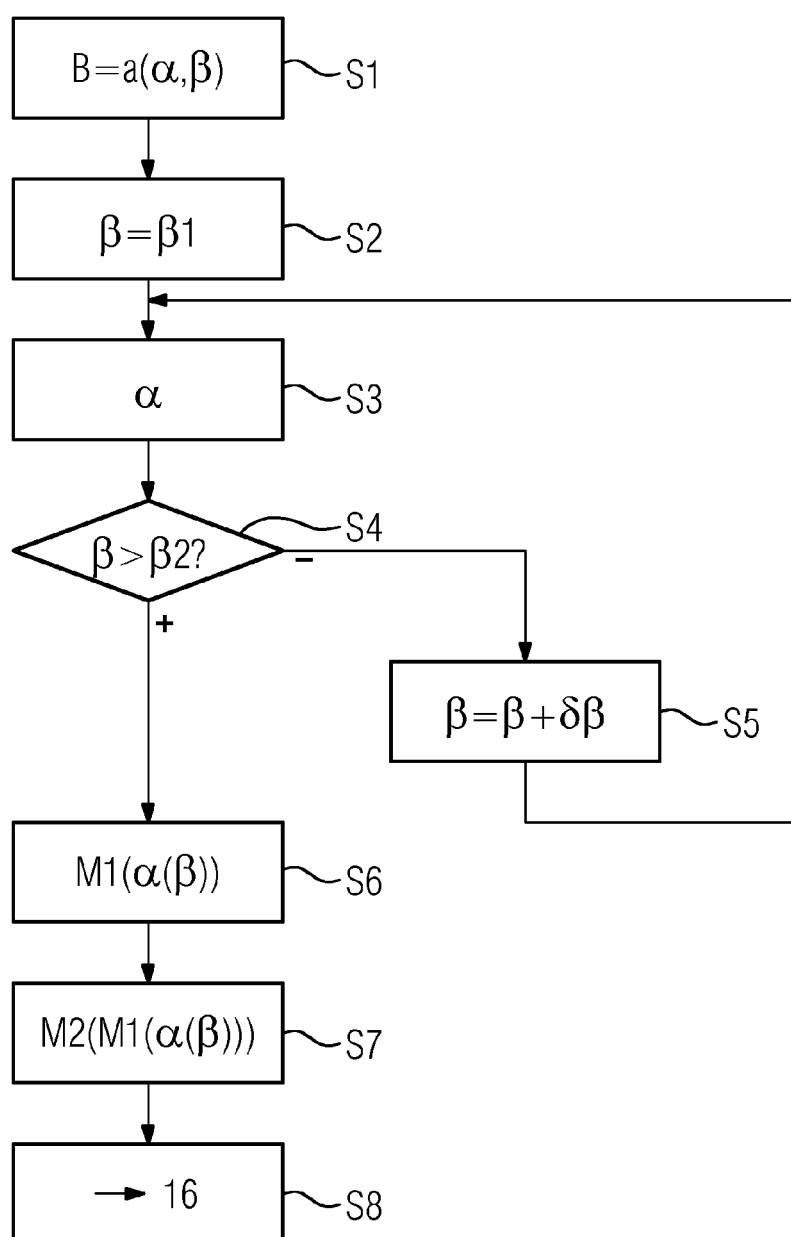 B=a(α,β)
S1
β=β1
S2
α
S3
β>β2?
S4
–
+
β=β+δβ
S5
M1(α(β))
S6
M2(M1(α(β)))
S7
→ 16
S8